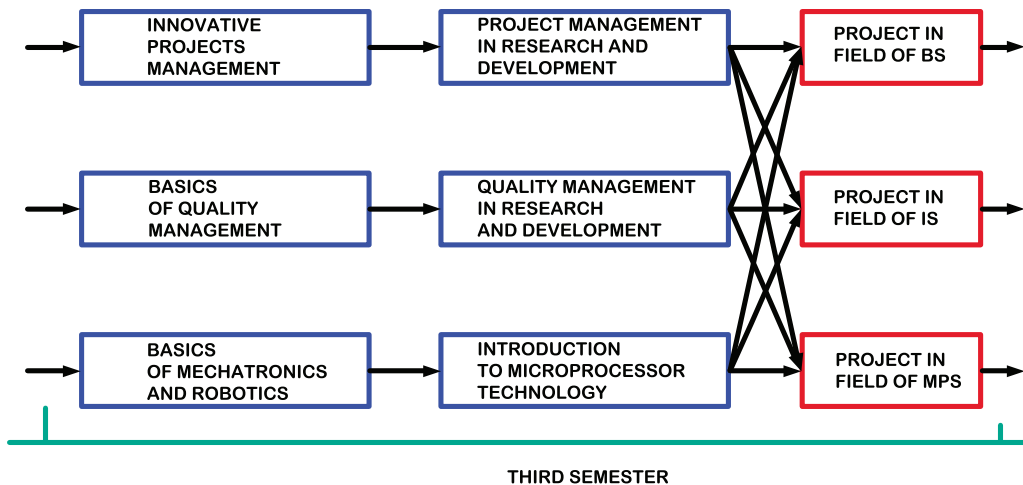 INNOVATIVE
PROJECTS
MANAGEMENT
PROJECT MANAGEMENT
IN RESEARCH AND
DEVELOPMENT
PROJECT IN
FIELD OF BS
BASICS
OF QUALITY
MANAGEMENT
QUALITY MANAGEMENT
IN RESEARCH
AND DEVELOPMENT
PROJECT IN
FIELD OF IS
BASICS
OF MECHATRONICS
AND ROBOTICS
INTRODUCTION
TO MICROPROCESSOR
TECHNOLOGY
PROJECT IN
FIELD OF MPS
THIRD SEMESTER